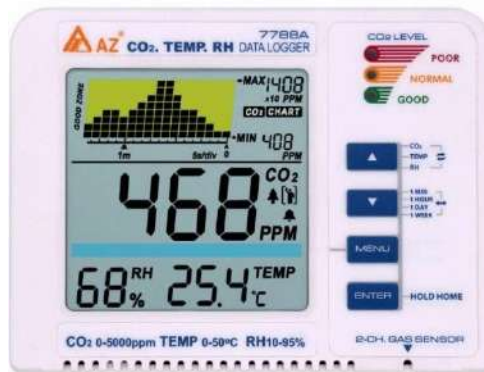 AZ® CO2. TEMP. RH 7788A DATA LOGGER
GOOD ZONE
MAX 1408
x10 PPM
CO2 CHART
MIN 408
PPM
1m 5s/div 0
468 CO2
PPM
68 RH % 25.4 TEMP °C
CO2 0-5000ppm TEMP 0-50ºC RH10-95%
CO2 LEVEL
POOR
NORMAL
GOOD
CO2
TEMP
RH
1 MIN
1 HOUR
1 DAY
1 WEEK
MENU
ENTER HOLD HOME
2-CH. GAS SENSOR